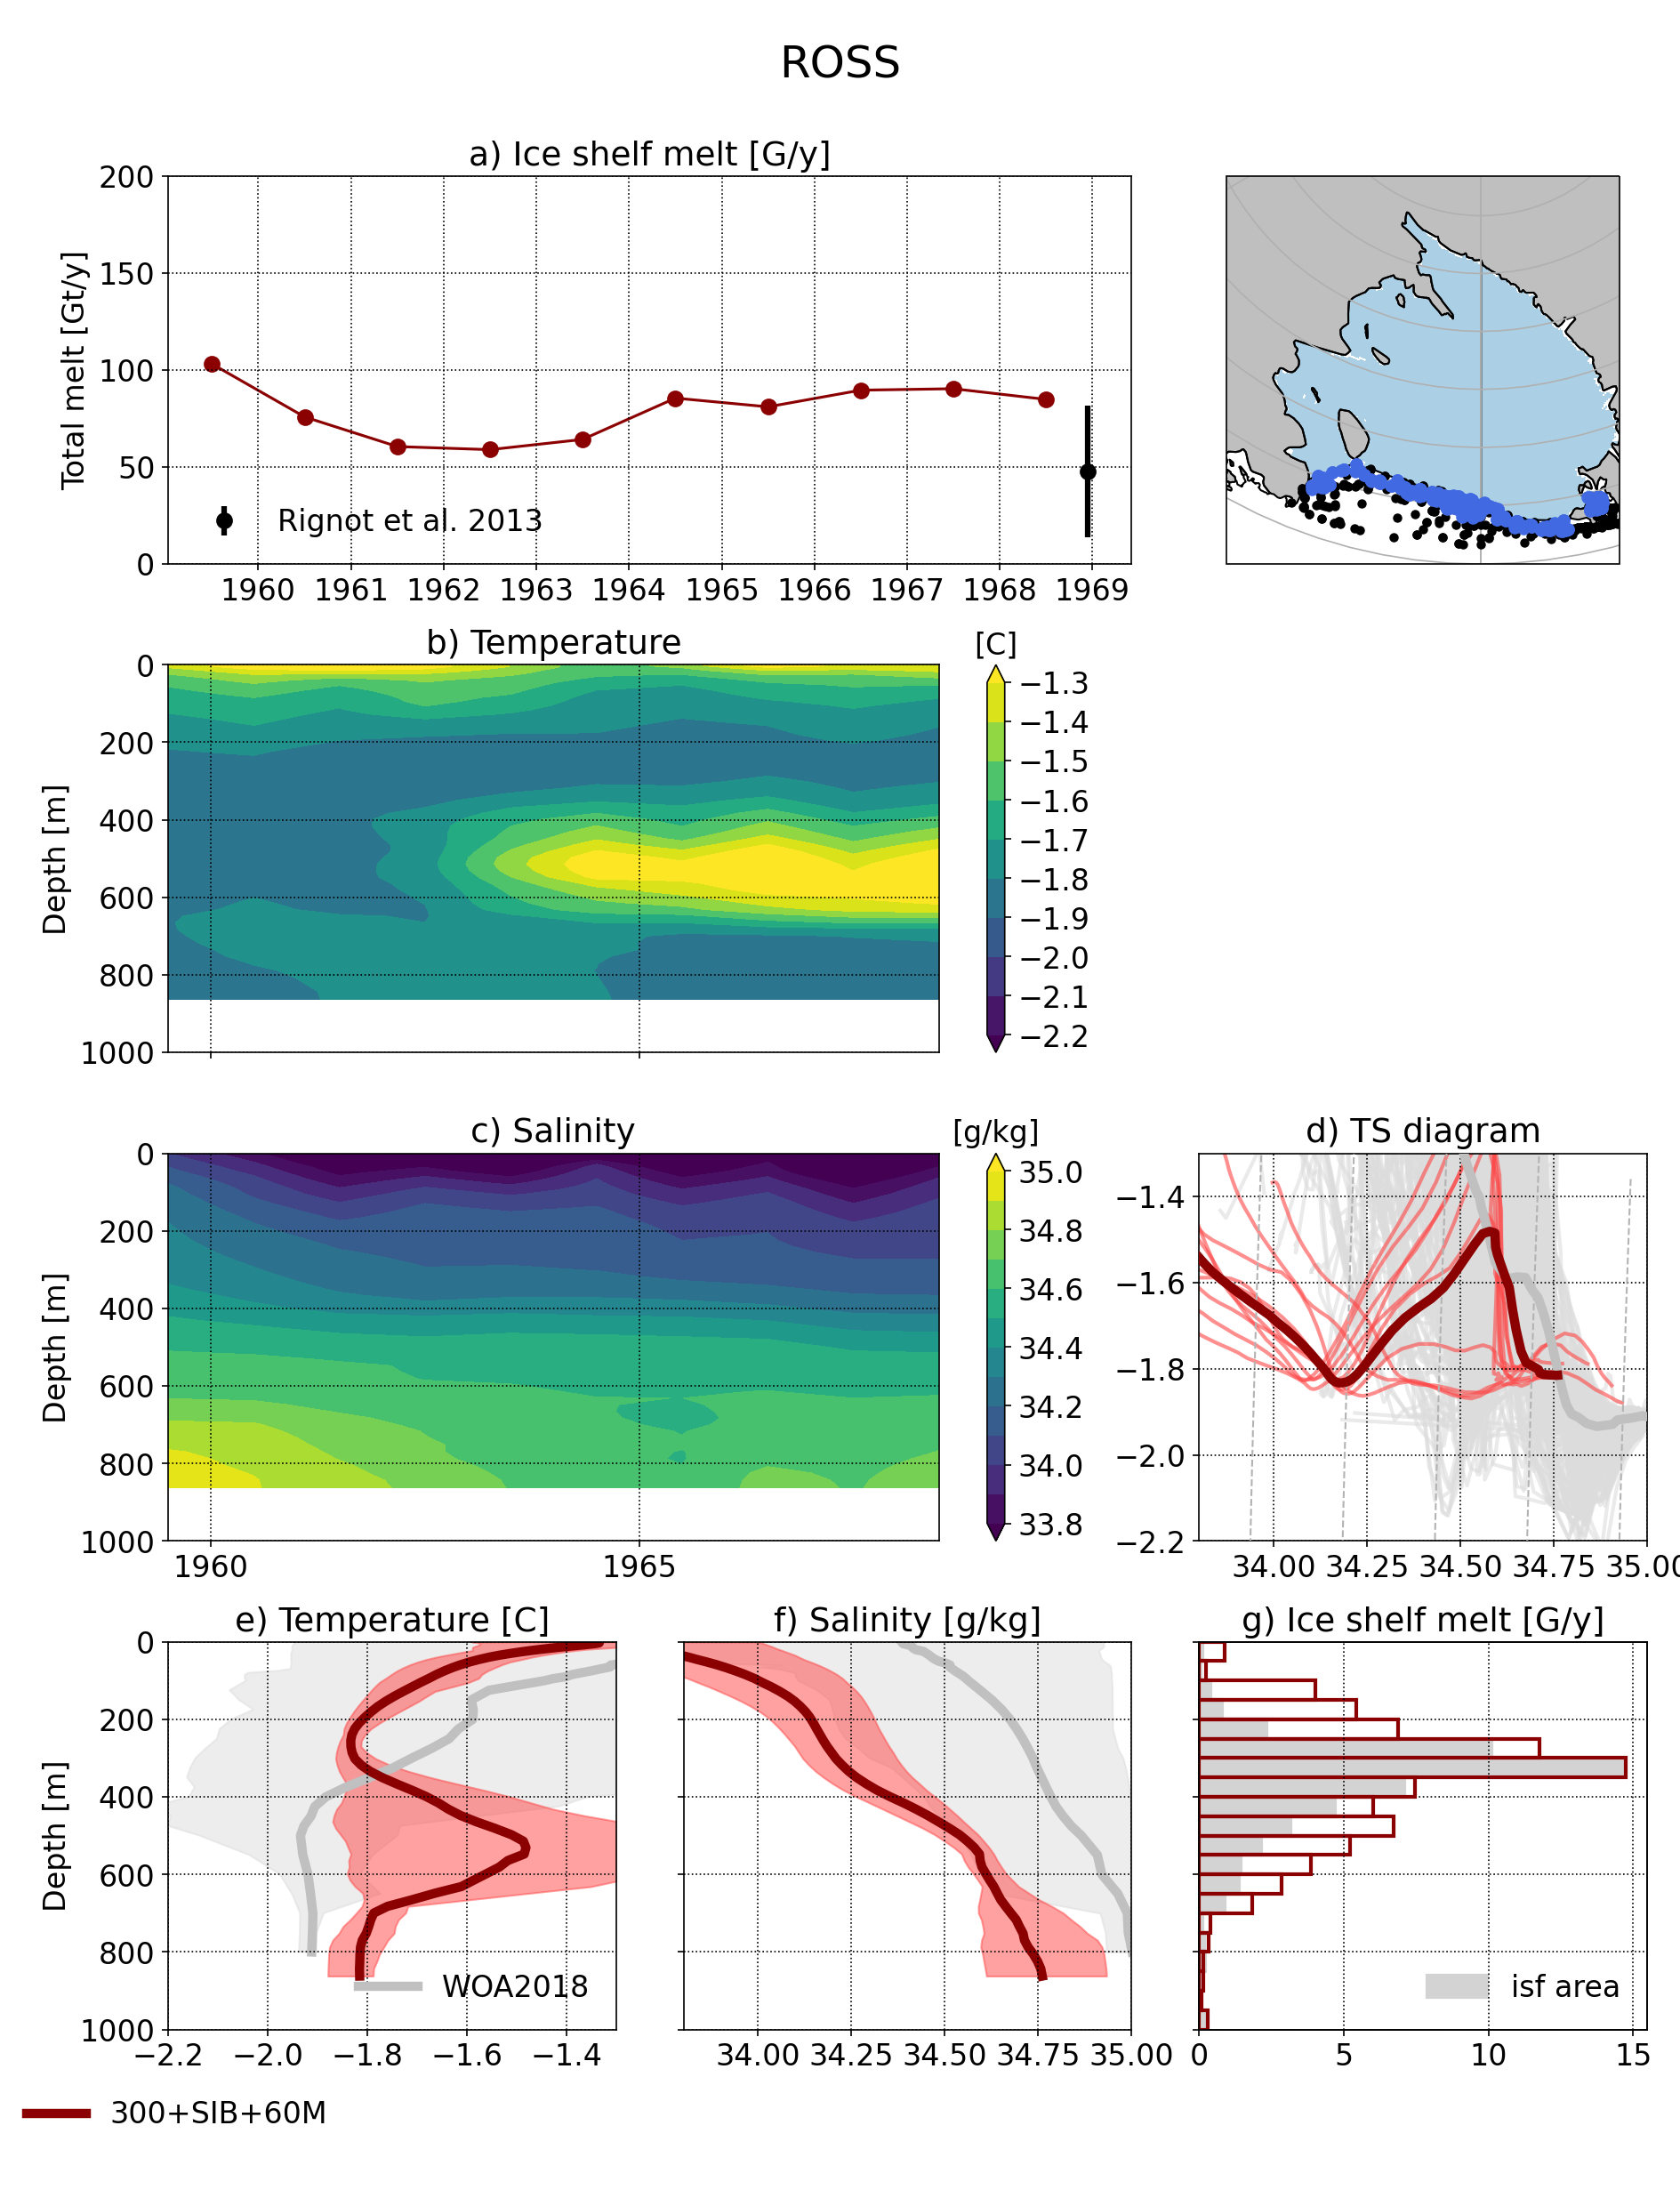 ROSS
a) Ice shelf melt [G/y]
Total melt [Gt/y]
200
150
100
50
0
Rignot et al. 2013
1960 1961 1962 1963 1964 1965 1966 1967 1968 1969
b) Temperature
[C]
Depth [m]
0
200
400
600
800
1000
−1.3
−1.4
−1.5
−1.6
−1.7
−1.8
−1.9
−2.0
−2.1
−2.2
c) Salinity
[g/kg]
Depth [m]
0
200
400
600
800
1000
1960 1965
35.0
34.8
34.6
34.4
34.2
34.0
33.8
d) TS diagram
−1.4
−1.6
−1.8
−2.0
−2.2
34.00 34.25 34.50 34.75 35.00
e) Temperature [C]
Depth [m]
0
200
400
600
800
1000
WOA2018
−2.2 −2.0 −1.8 −1.6 −1.4
f) Salinity [g/kg]
34.00 34.25 34.50 34.75 35.00
g) Ice shelf melt [G/y]
isf area
0 5 10 15
300+SIB+60M